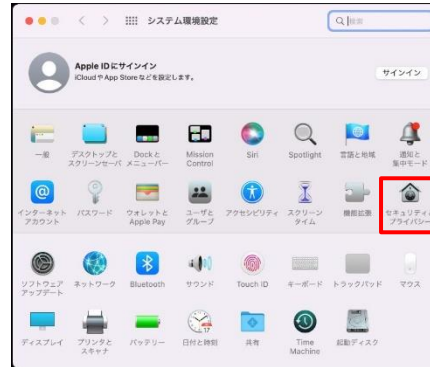 システム環境設定
検索
Apple IDにサインイン
iCloudやApp Storeなどを設定します。
サインイン
一般
デスクトップと
スクリーンセーバ
Dockと
メニューバー
Mission
Control
Siri
Spotlight
言語と地域
通知と
集中モード
インターネット
アカウント
パスワード
ウォレットと
Apple Pay
ユーザと
グループ
アクセシビリティ
スクリーン
タイム
機能拡張
セキュリティと
プライバシー
ソフトウェア
アップデート
ネットワーク
Bluetooth
サウンド
Touch ID
キーボード
トラックパッド
マウス
ディスプレイ
プリンタと
スキャナ
バッテリー
日付と時刻
共有
Time
Machine
起動ディスク